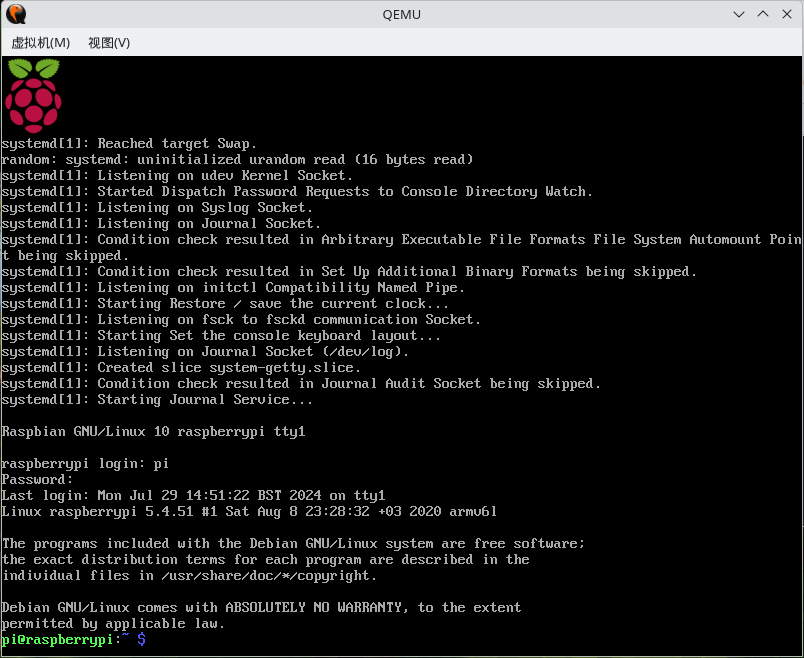 QEMU
虚拟机(M) 视图(V)
systemd[1]: Reached target Swap.
random: systemd: uninitialized urandom read (16 bytes read)
systemd[1]: Listening on udev Kernel Socket.
systemd[1]: Started Dispatch Password Requests to Console Directory Watch.
systemd[1]: Listening on Syslog Socket.
systemd[1]: Listening on Journal Socket.
systemd[1]: Condition check resulted in Arbitrary Executable File Formats File System Automount Poin
t being skipped.
systemd[1]: Condition check resulted in Set Up Additional Binary Formats being skipped.
systemd[1]: Listening on initctl Compatibility Named Pipe.
systemd[1]: Starting Restore / save the current clock...
systemd[1]: Listening on fsck to fsckd communication Socket.
systemd[1]: Starting Set the console keyboard layout...
systemd[1]: Listening on Journal Socket (/dev/log).
systemd[1]: Created slice system-getty.slice.
systemd[1]: Condition check resulted in Journal Audit Socket being skipped.
systemd[1]: Starting Journal Service...
Raspbian GNU/Linux 10 raspberrypi tty1
raspberrypi login: pi
Password:
Last login: Mon Jul 29 14:51:22 BST 2024 on tty1
Linux raspberrypi 5.4.51 #1 Sat Aug 8 23:28:32 +03 2020 armv6l
The programs included with the Debian GNU/Linux system are free software;
the exact distribution terms for each program are described in the
individual files in /usr/share/doc/*/copyright.
Debian GNU/Linux comes with ABSOLUTELY NO WARRANTY, to the extent
permitted by applicable law.
pi@raspberrypi:~ $